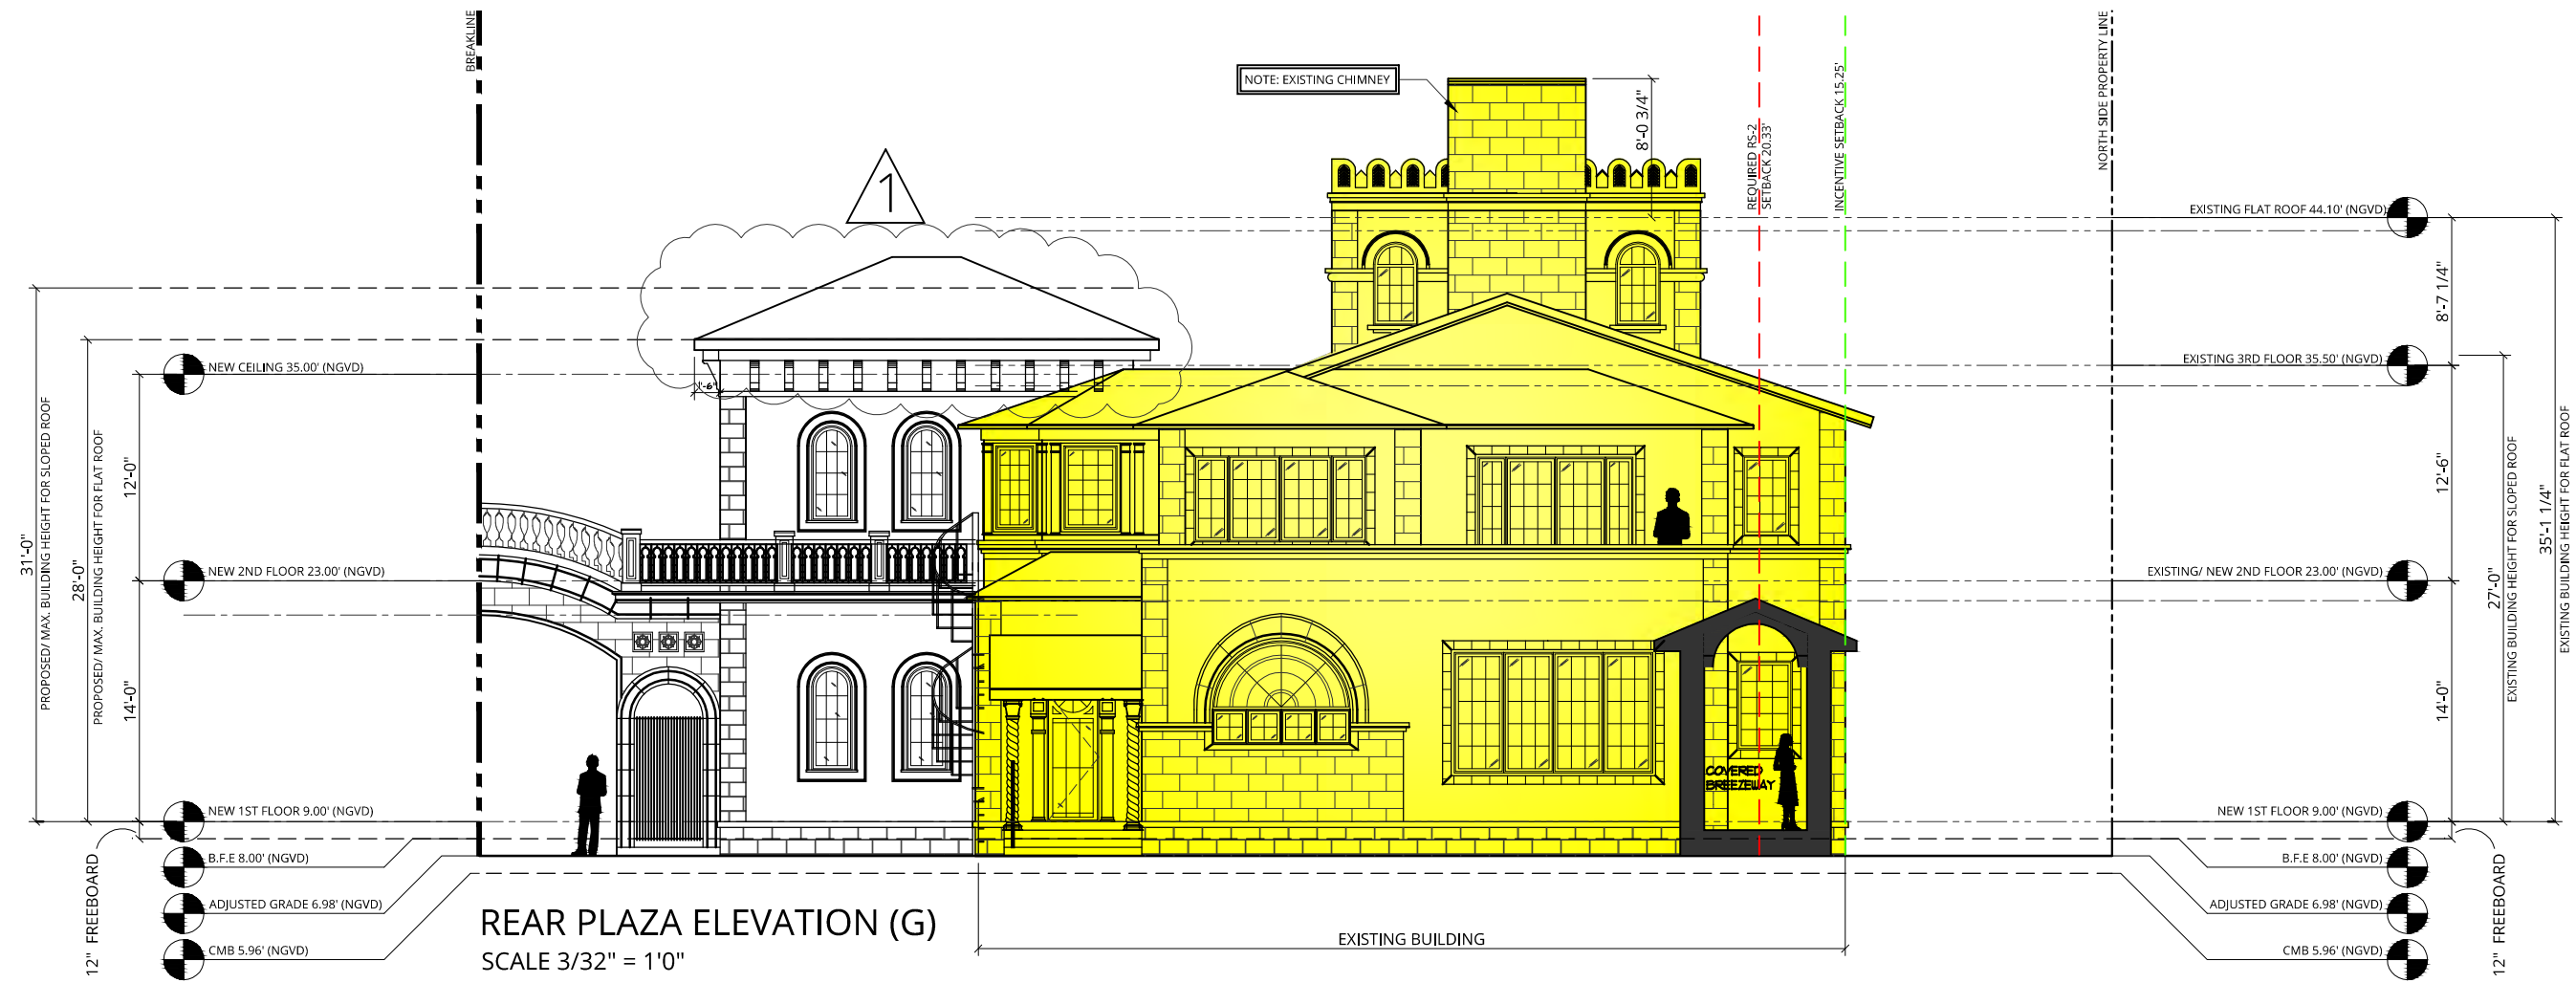 BREAKLINE
NOTE: EXISTING CHIMNEY
8'-0 3/4"
REQUIRED RS-2
SETBACK 20.33'
INCENTIVE SETBACK 15.25'
NORTH SIDE PROPERTY LINE
1
EXISTING FLAT ROOF 44.10' (NGVD)
8'-7 1/4"
NEW CEILING 35.00' (NGVD)
EXISTING 3RD FLOOR 35.50' (NGVD)
31'-0"
PROPOSED/ MAX. BUILDING HEIGHT FOR SLOPED ROOF
28'-0"
PROPOSED/ MAX. BUILDING HEIGHT FOR FLAT ROOF
12'-0"
12'-6"
NEW 2ND FLOOR 23.00' (NGVD)
EXISTING/ NEW 2ND FLOOR 23.00' (NGVD)
27'-0"
EXISTING BUILDING HEIGHT FOR SLOPED ROOF
35'-1 1/4"
EXISTING BUILDING HEIGHT FOR FLAT ROOF
14'-0"
14'-0"
COVERED
BREEZEWAY
NEW 1ST FLOOR 9.00' (NGVD)
NEW 1ST FLOOR 9.00' (NGVD)
12" FREEBOARD
B.F.E 8.00' (NGVD)
B.F.E 8.00' (NGVD)
12" FREEBOARD
ADJUSTED GRADE 6.98' (NGVD)
ADJUSTED GRADE 6.98' (NGVD)
CMB 5.96' (NGVD)
CMB 5.96' (NGVD)
REAR PLAZA ELEVATION (G)
SCALE 3/32" = 1'0"
EXISTING BUILDING